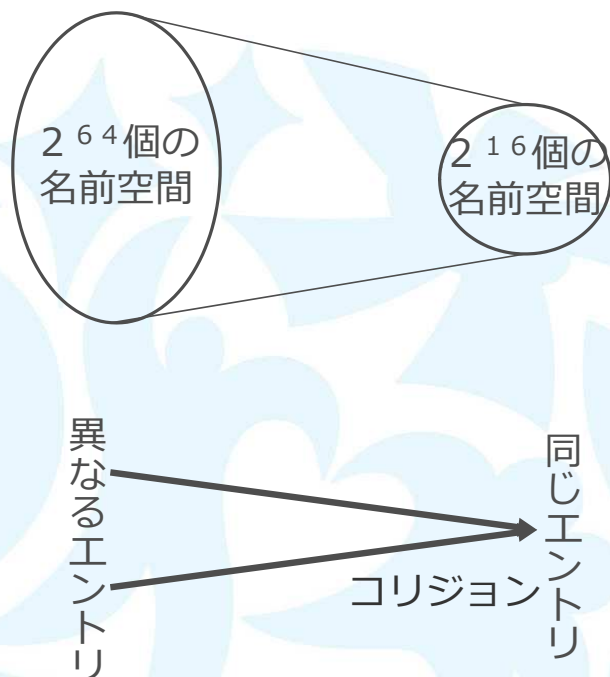 ２⁶⁴個の
名前空間
２¹⁶個の
名前空間
異なるエントリ
同じエントリ
コリジョン